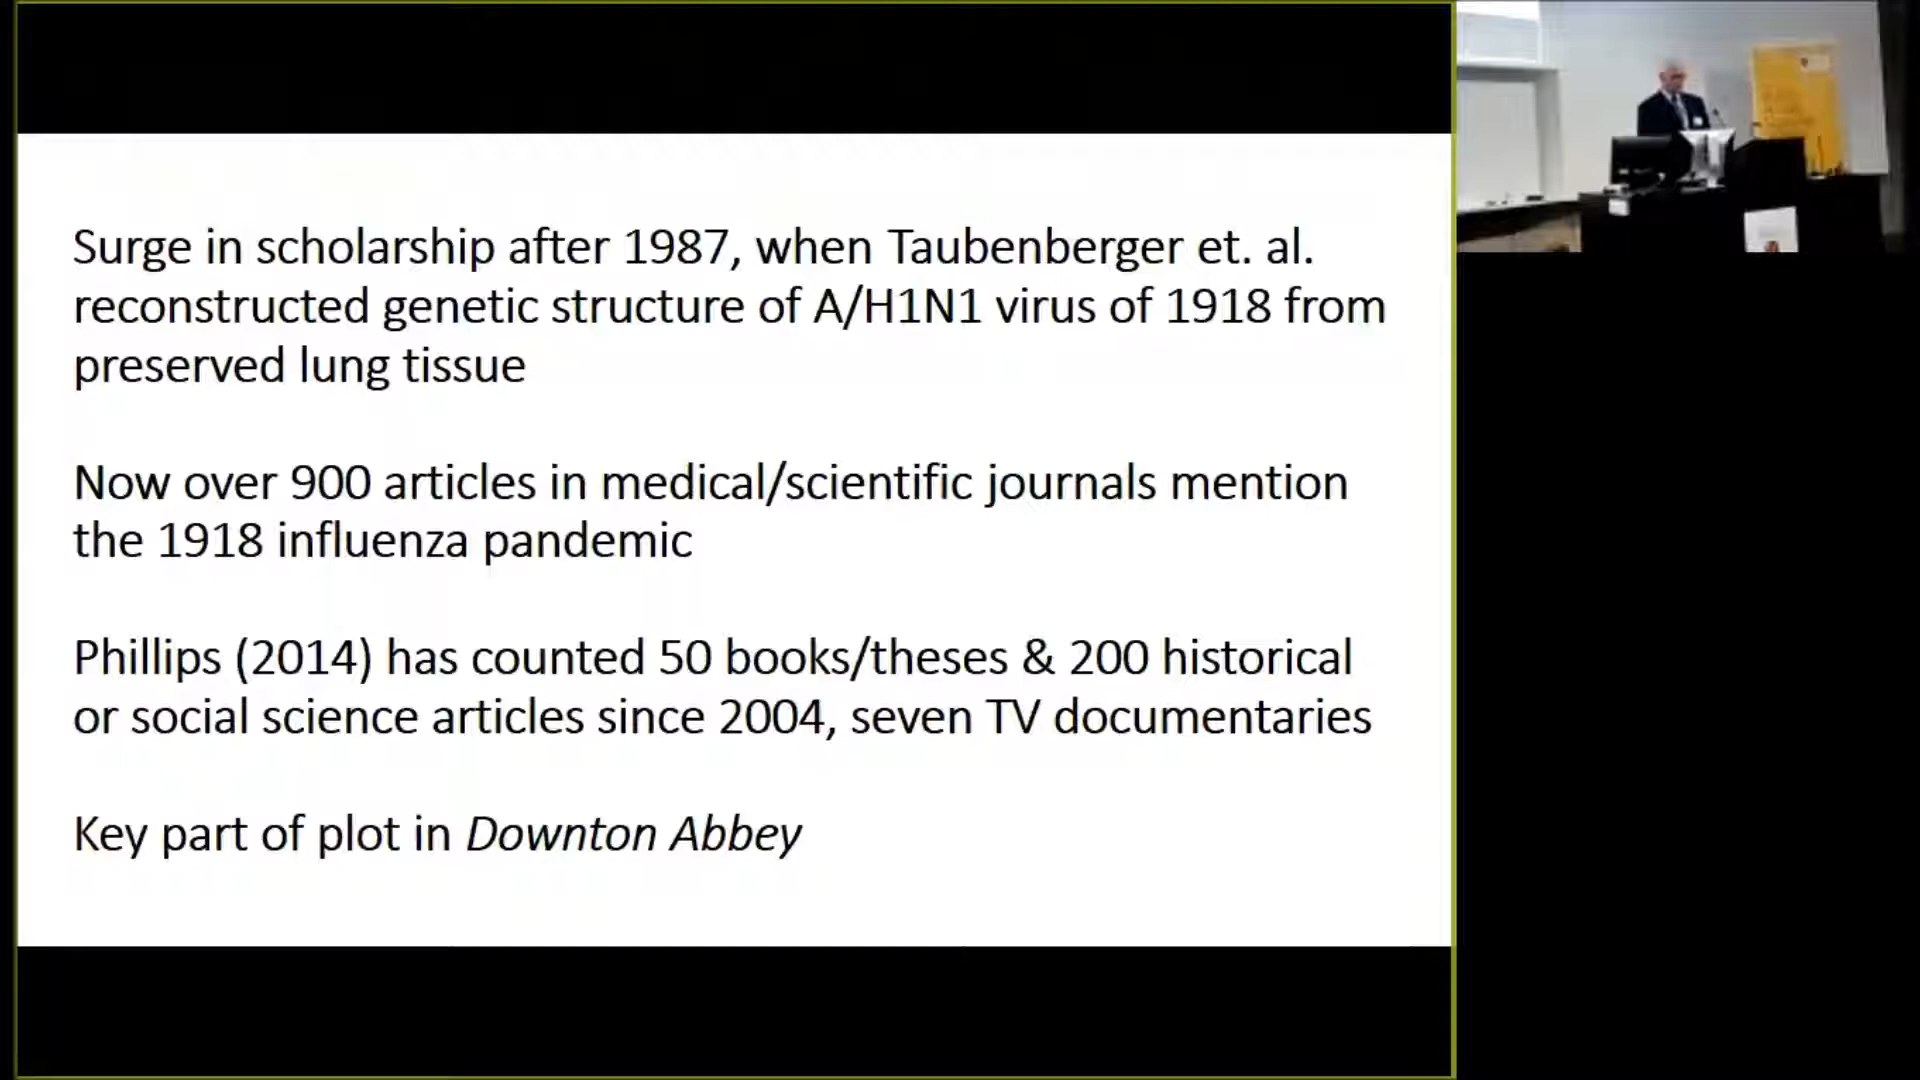 Surge in scholarship after 1987, when Taubenberger et. al.
reconstructed genetic structure of A/H1N1 virus of 1918 from
preserved lung tissue
Now over 900 articles in medical/scientific journals mention
the 1918 influenza pandemic
Phillips (2014) has counted 50 books/theses & 200 historical
or social science articles since 2004, seven TV documentaries
Key part of plot in Downton Abbey